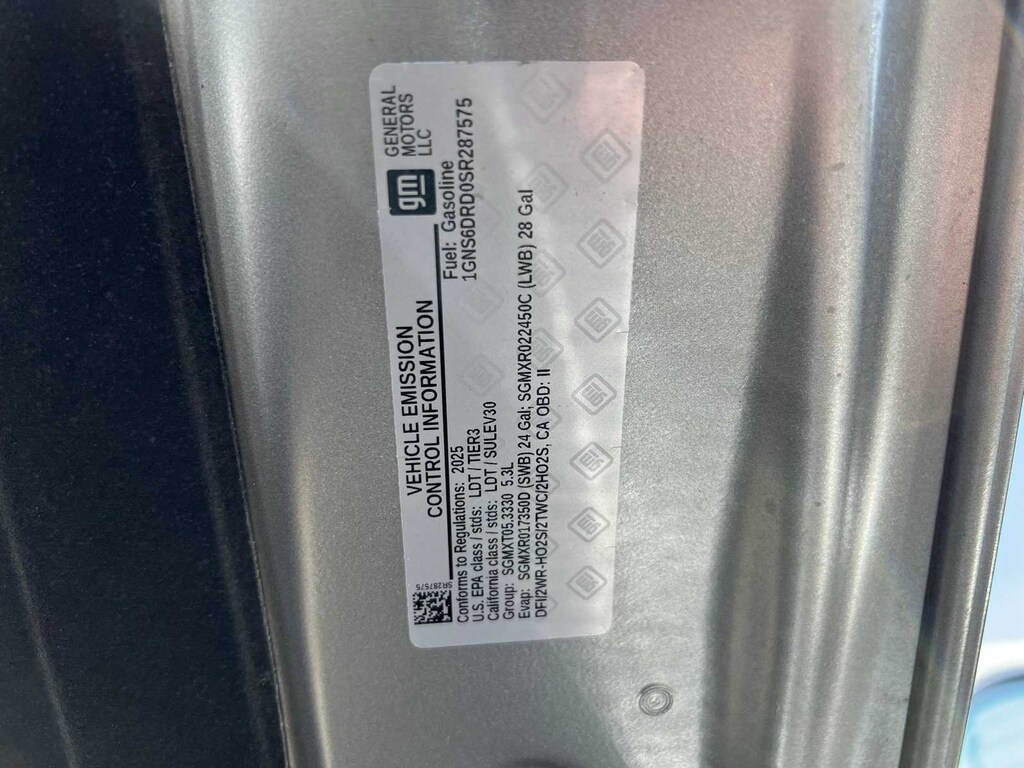 gm
GENERAL
MOTORS
LLC
VEHICLE EMISSION
CONTROL INFORMATION
Fuel: Gasoline
1GNS6DRD0SR287575
SR287575
Conforms to Regulations: 2025
U.S. EPA class / stds: LDT / TIER3
California class / stds: LDT / SULEV30
Group: SGMXT05.3330 5.3L
Evap: SGMXR017350D (SWB) 24 Gal; SGMXR022450C (LWB) 28 Gal
DFI/2WR-HO2S/2TWC/2HO2S, CA OBD: II